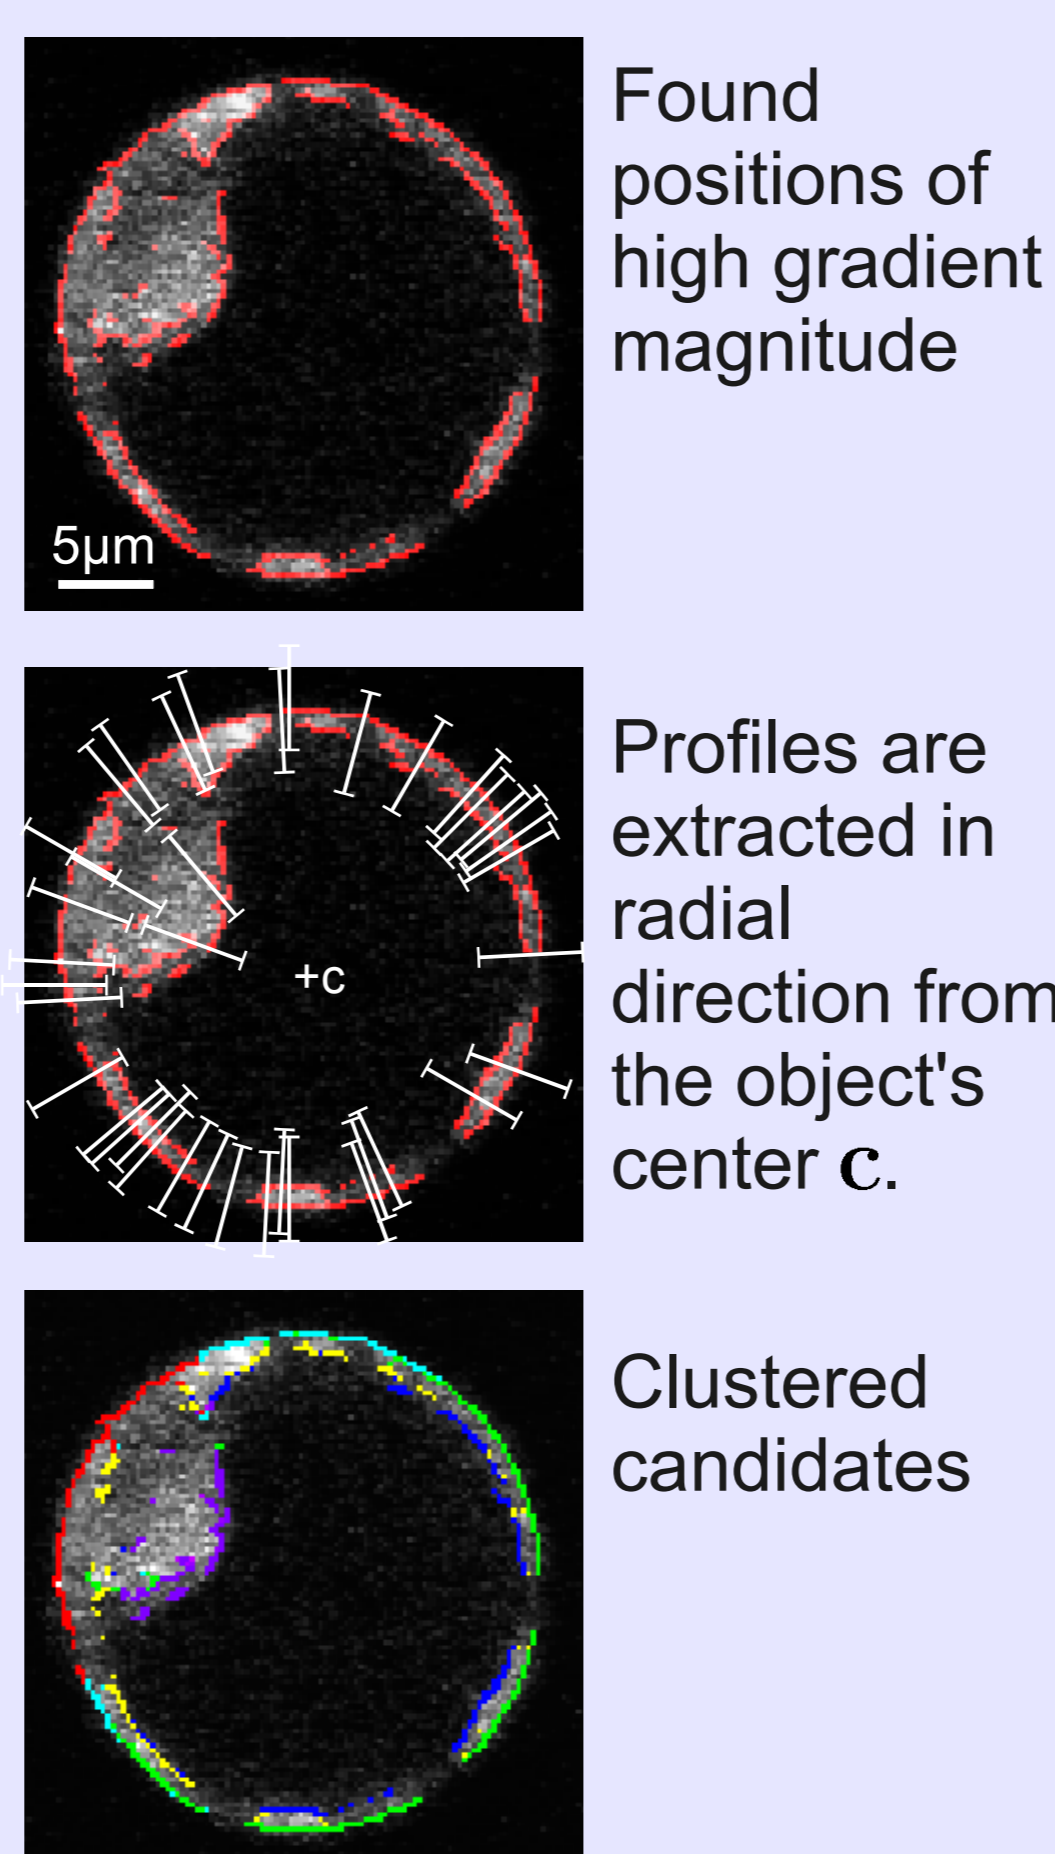 Found
positions of
high gradient
magnitude
5µm
Profiles are
extracted in
radial
direction from
the object's
center c.
+c
Clustered
candidates